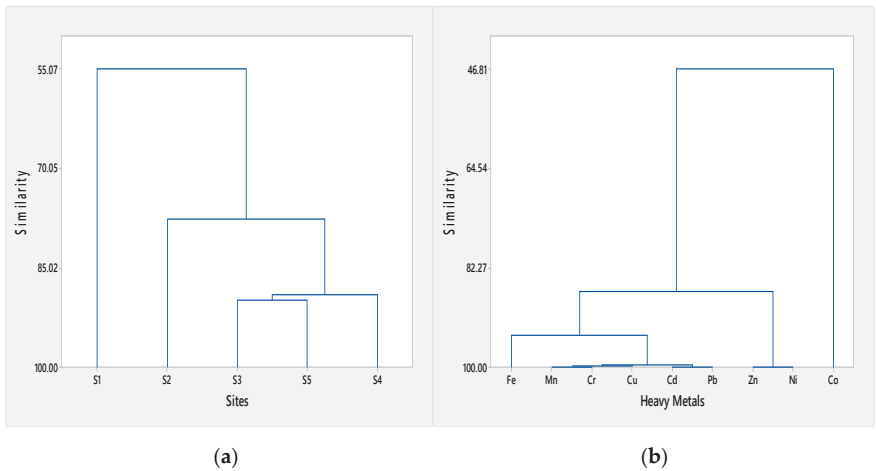 55.07
70.05
85.02
100.00
Similarity
S1 S2 S3 S5 S4
Sites
(a)
46.81
64.54
82.27
100.00
Similarity
Fe Mn Cr Cu Cd Pb Zn Ni Co
Heavy Metals
(b)